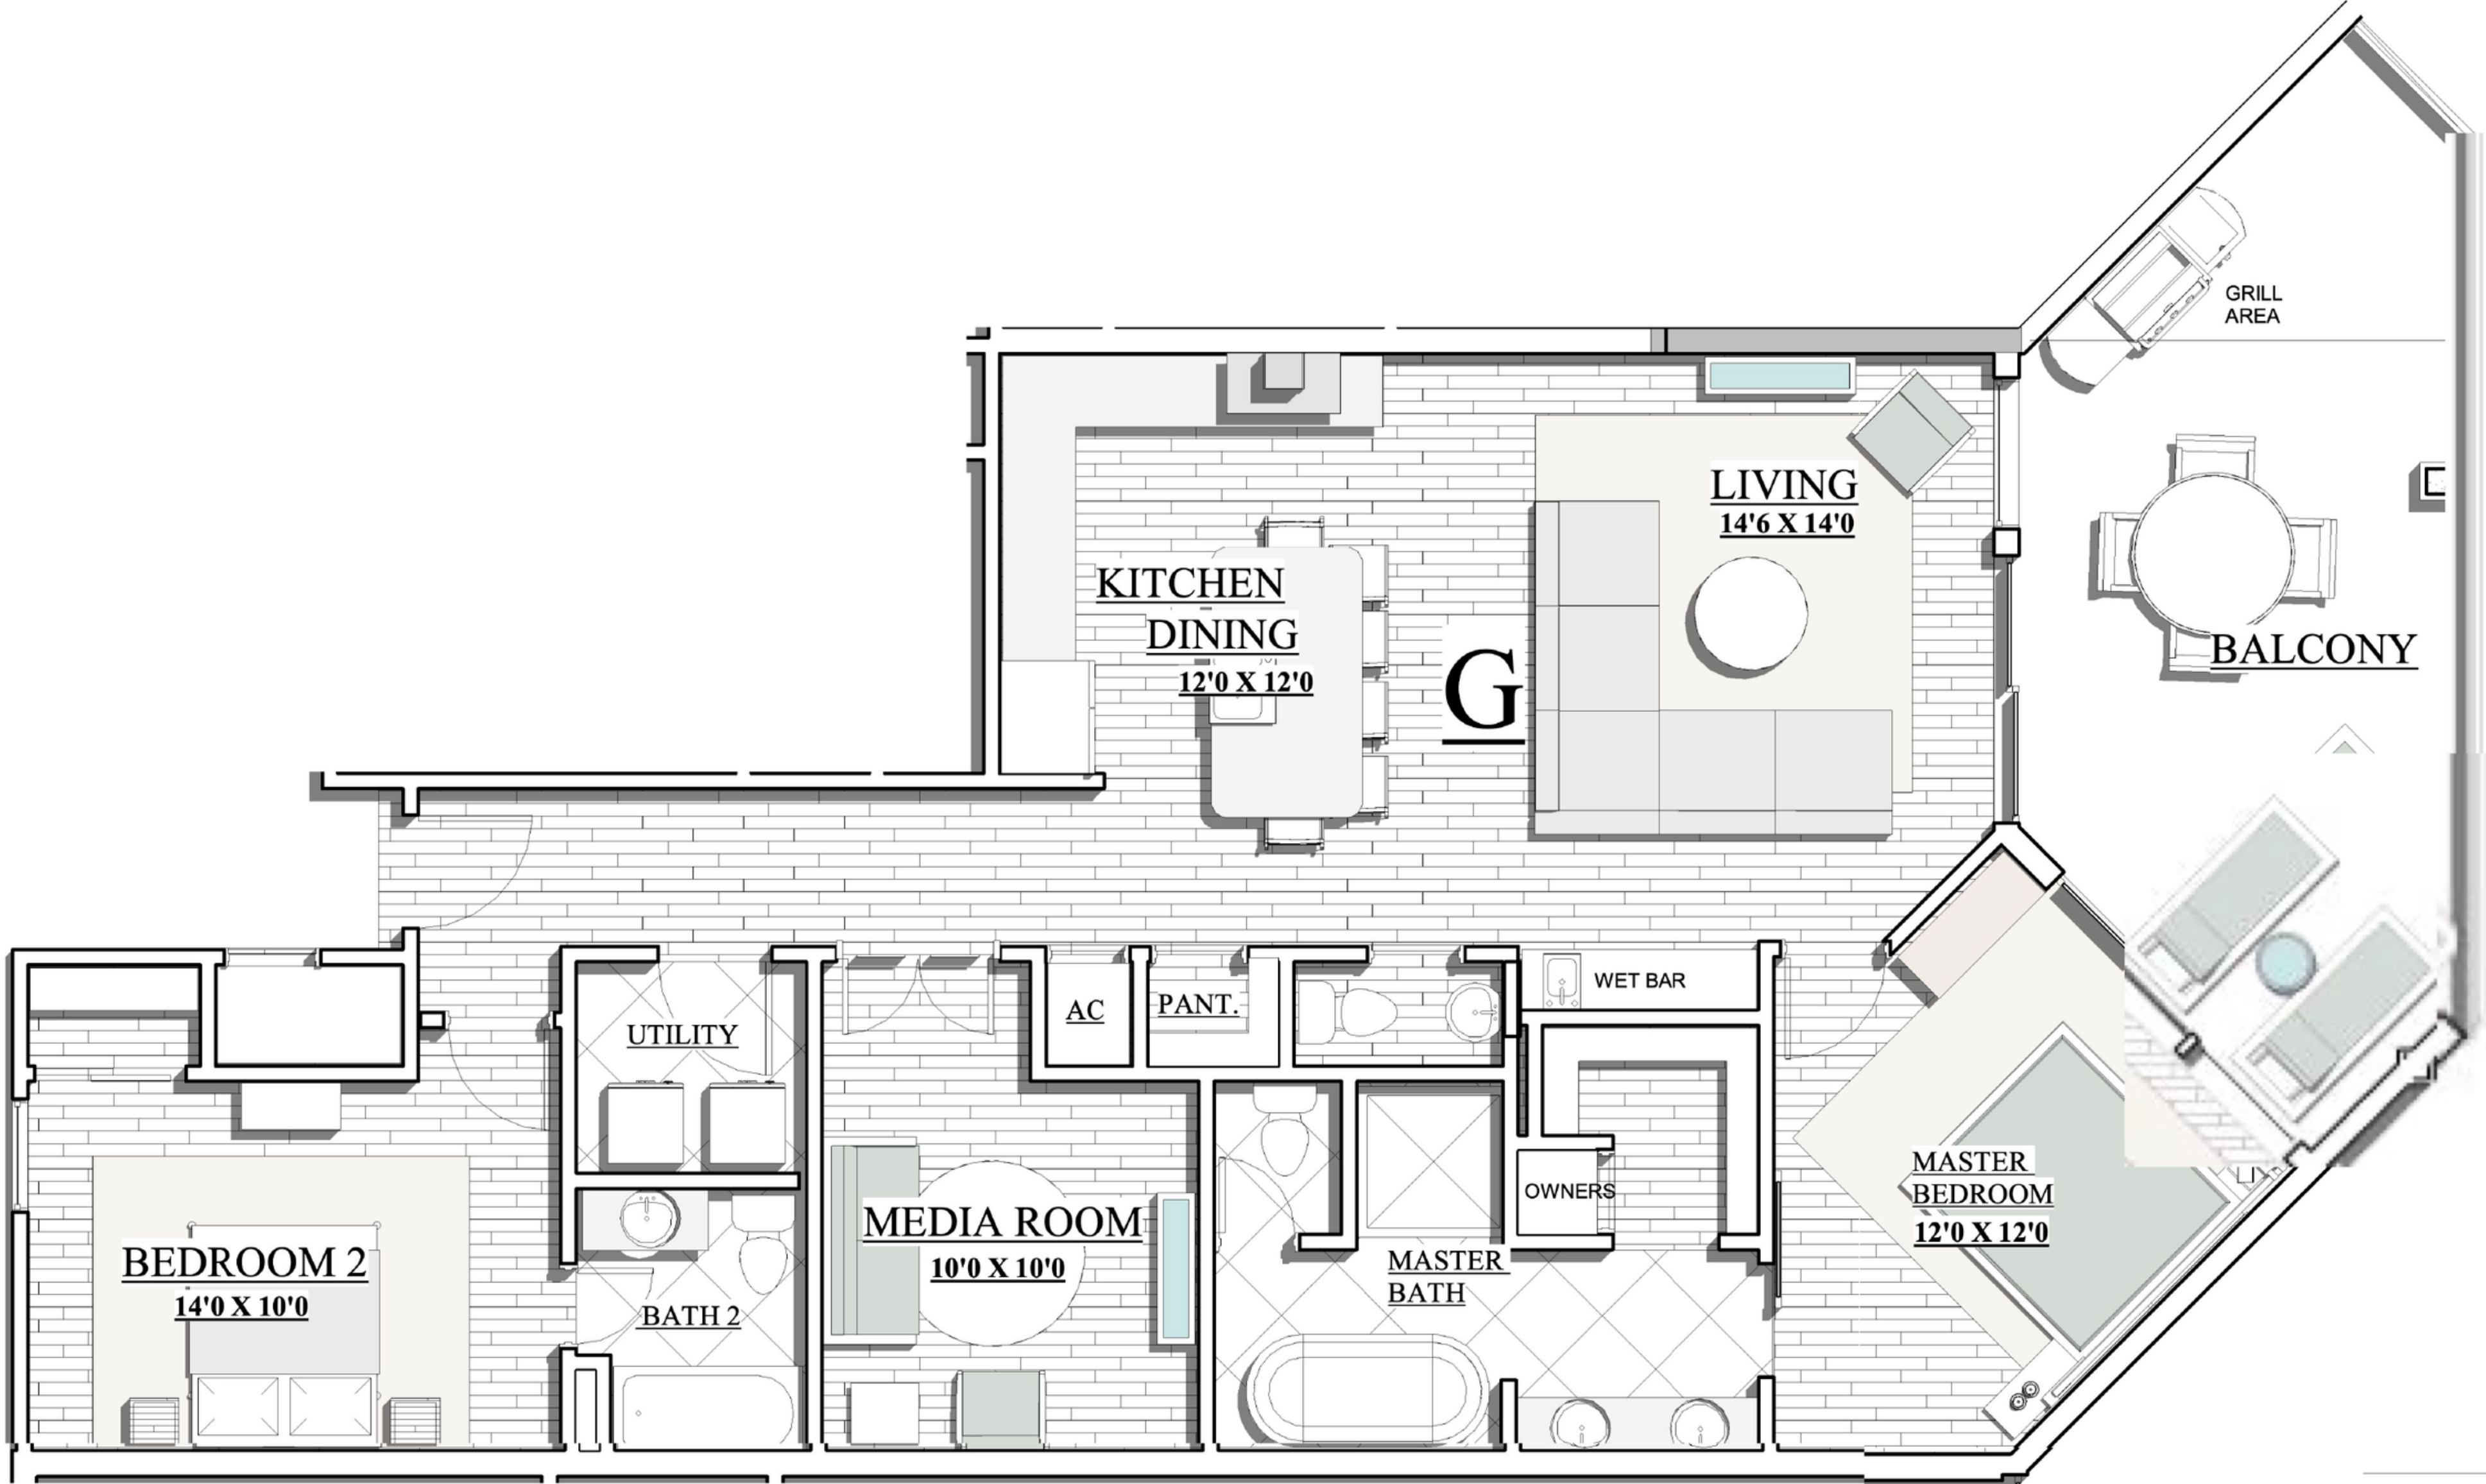 GRILL
AREA
LIVING
14'6 X 14'0
KITCHEN
DINING
12'0 X 12'0
G
BALCONY
WET BAR
AC
PANT.
UTILITY
OWNERS
MASTER
BEDROOM
12'0 X 12'0
MEDIA ROOM
10'0 X 10'0
MASTER
BATH
BEDROOM 2
14'0 X 10'0
BATH 2